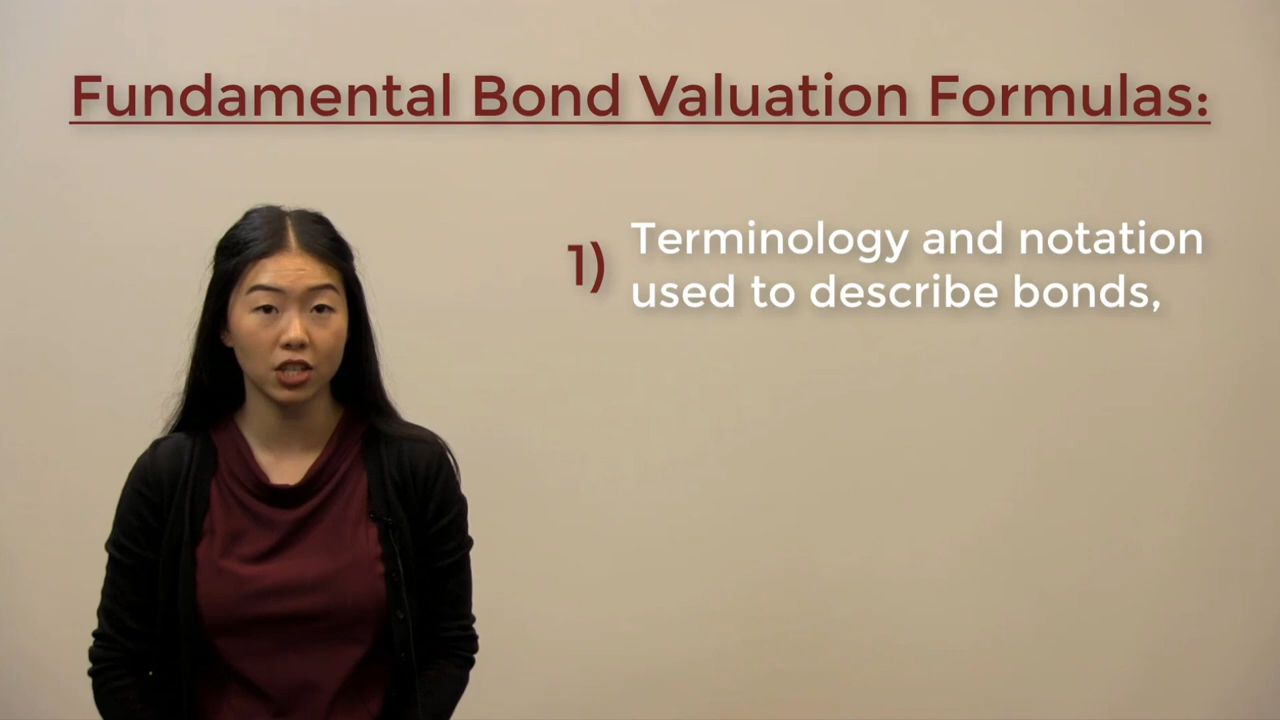 Fundamental Bond Valuation Formulas:
1) Terminology and notation
used to describe bonds,